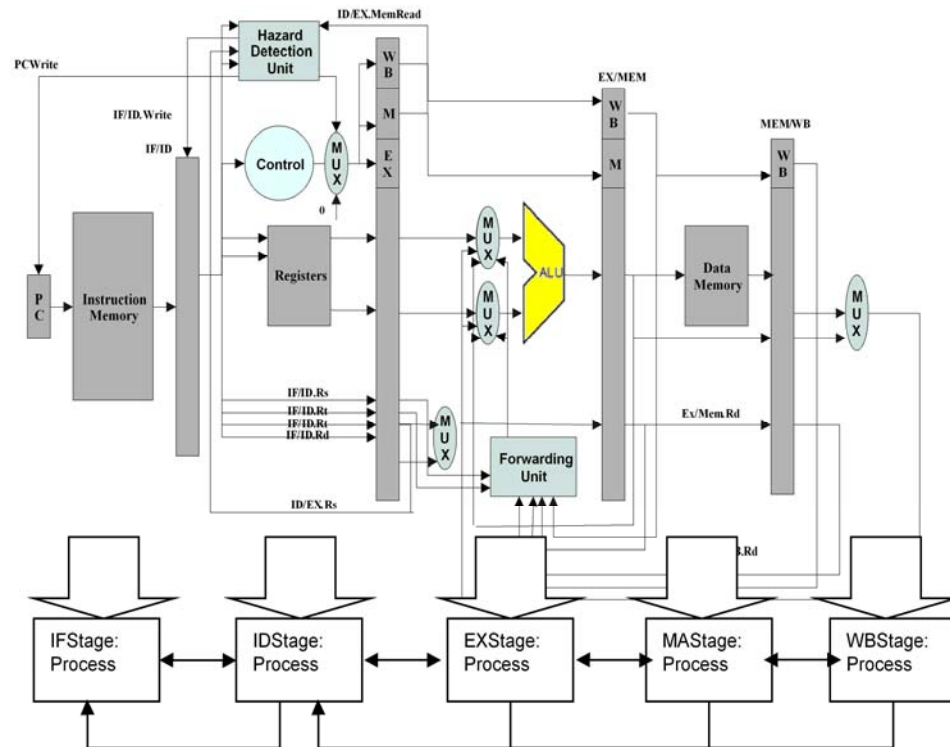 ID/EX.MemRead
Hazard
Detection
Unit
PCWrite
IF/ID.Write
IF/ID
W
B
M
E
X
EX/MEM
W
B
M
MEM/WB
W
B
Control
M
U
X
0
P
C
Instruction
Memory
Registers
M
U
X
M
U
X
ALU
Data
Memory
M
U
X
IF/ID.Rs
IF/ID.Rt
IF/ID.Rt
IF/ID.Rd
M
U
X
Forwarding
Unit
Ex/Mem.Rd
ID/EX.Rs
.Rd
IFStage:
Process
IDStage:
Process
EXStage:
Process
MAStage:
Process
WBStage:
Process